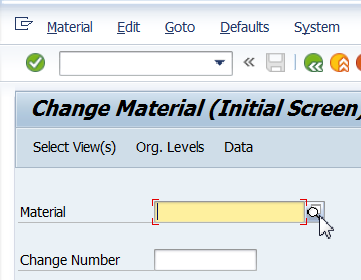 Material Edit Goto Defaults System
Change Material (Initial Screen)
Select View(s) Org. Levels Data
Material
Change Number